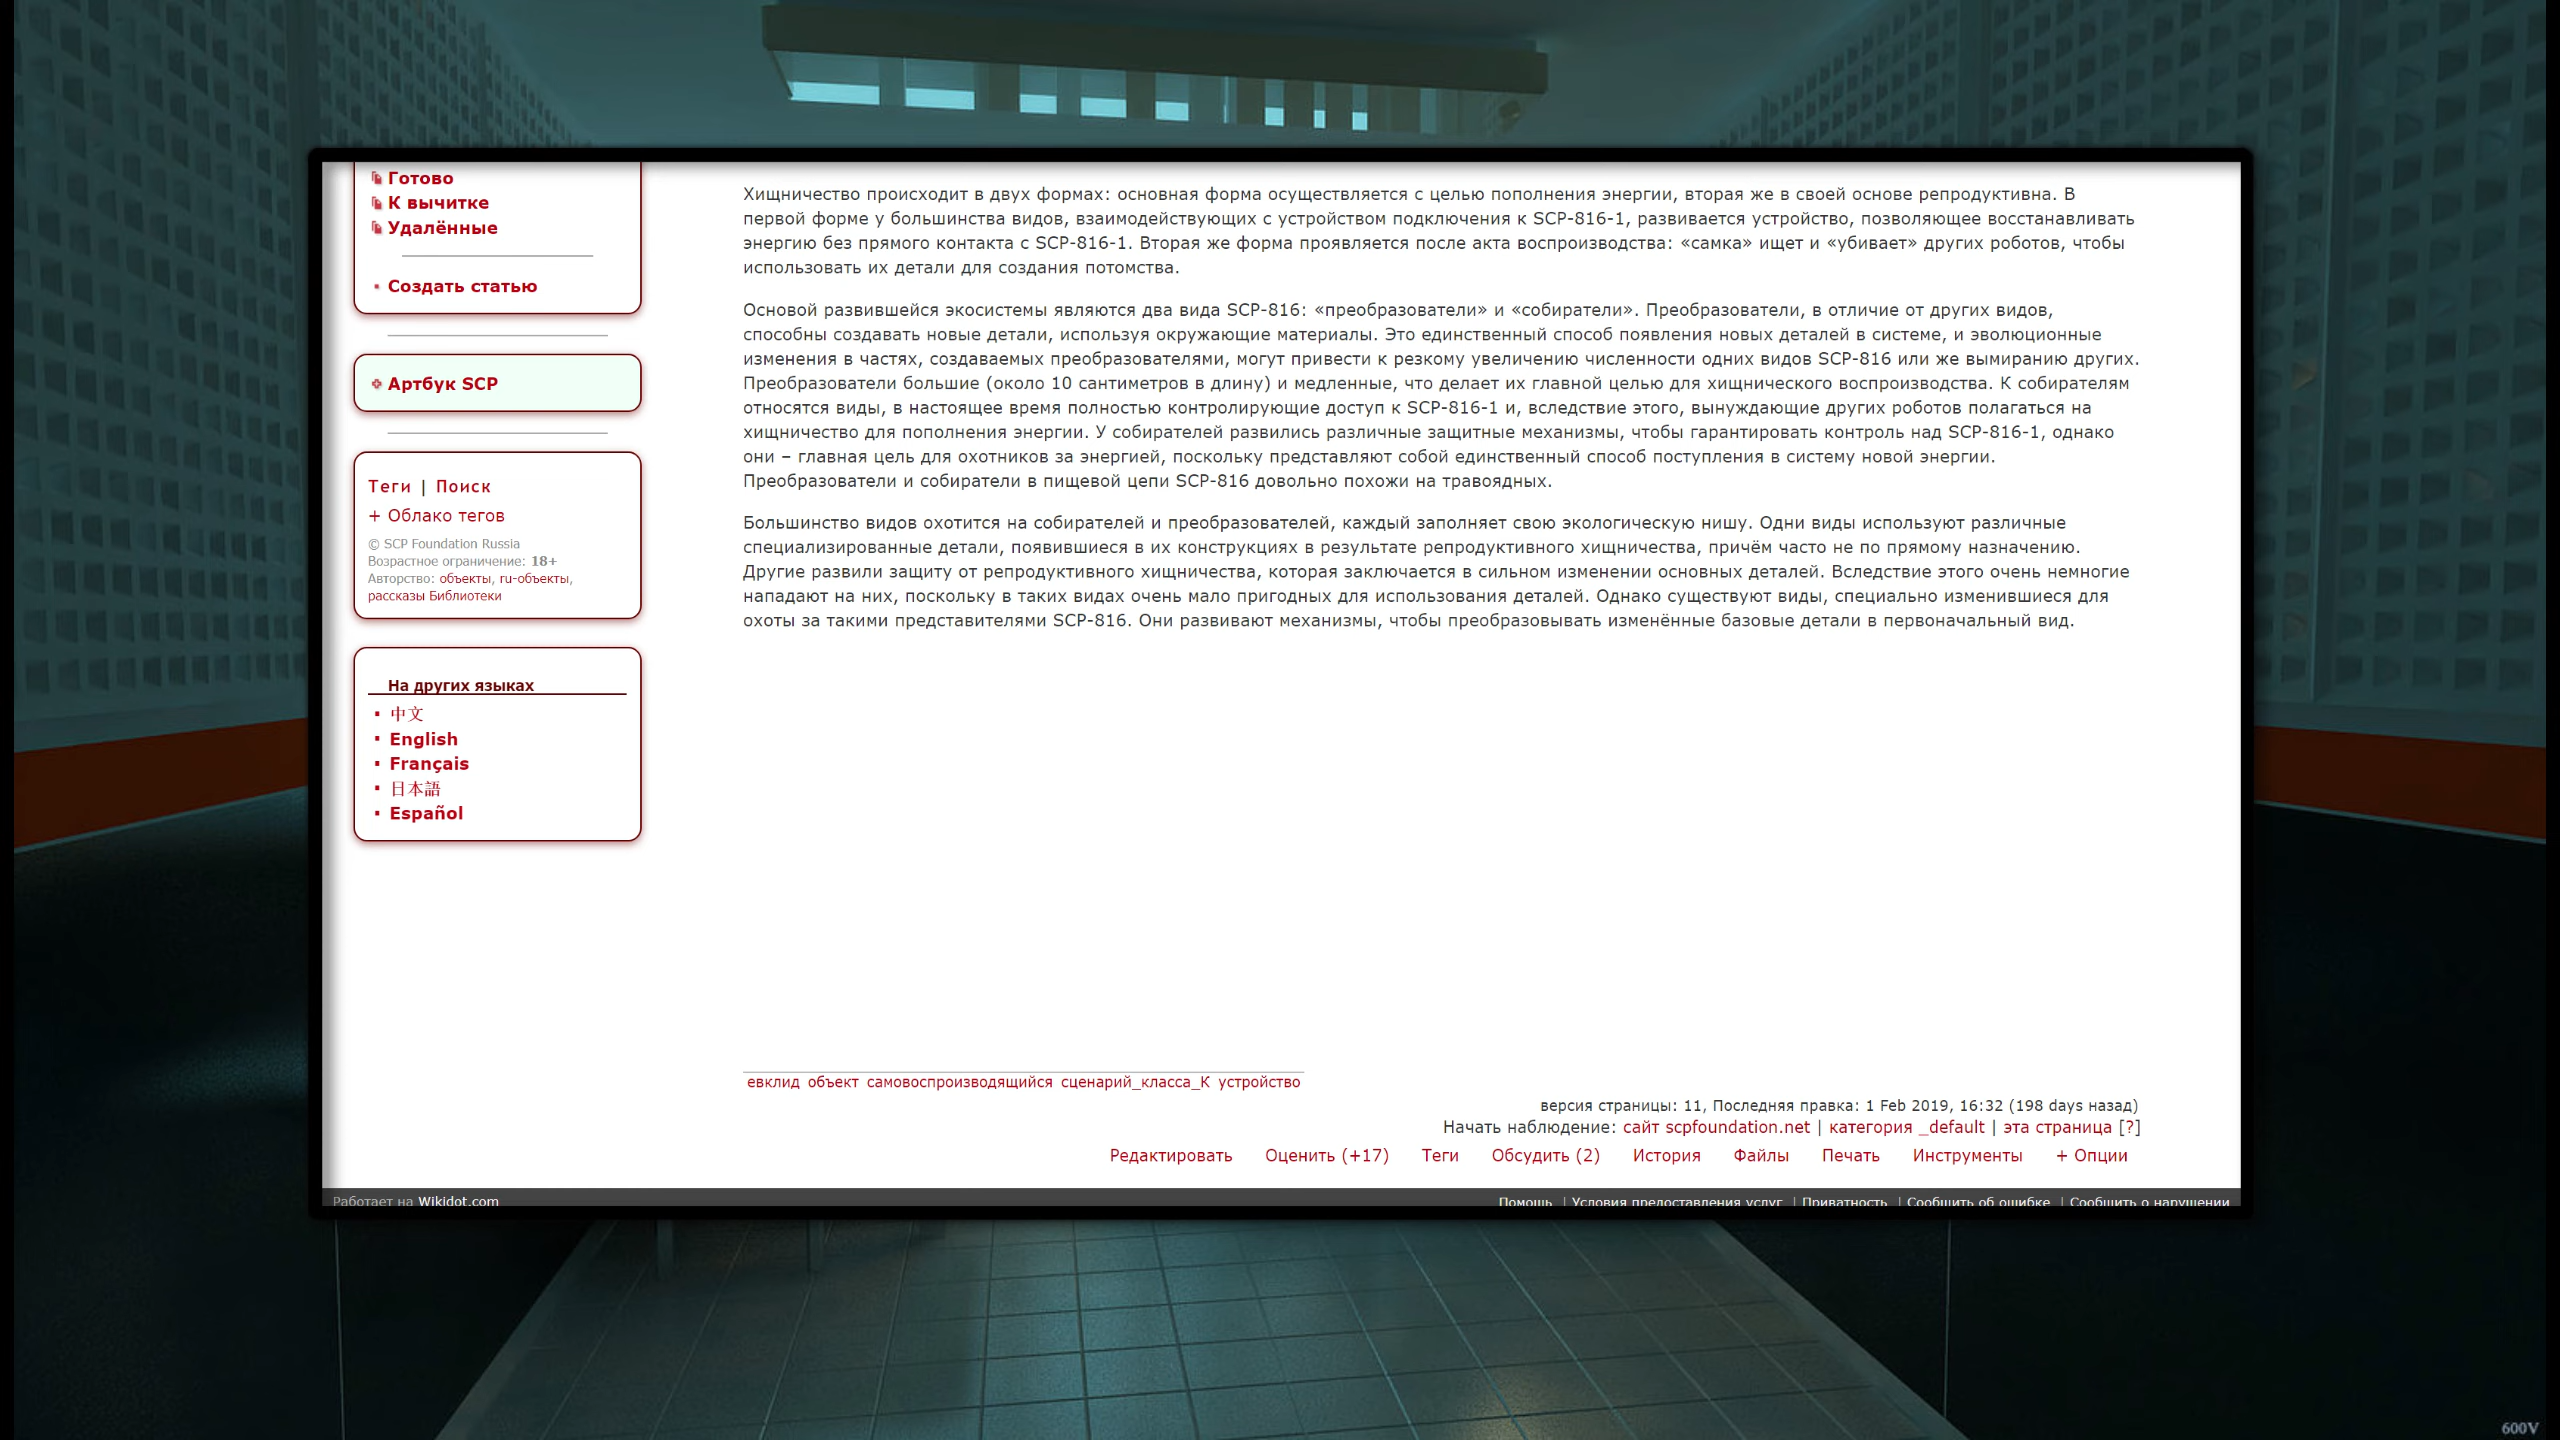 Готово
К вычитке
Удалённые
Создать статью
Артбук SCP
Теги | Поиск
+ Облако тегов
© SCP Foundation Russia
Возрастное ограничение: 18+
Авторство: объекты, ru-объекты,
рассказы Библиотеки
На других языках
中文
English
Français
日本語
Español
Хищничество происходит в двух формах: основная форма осуществляется с целью пополнения энергии, вторая же в своей основе репродуктивна. В
первой форме у большинства видов, взаимодействующих с устройством подключения к SCP-816-1, развивается устройство, позволяющее восстанавливать
энергию без прямого контакта с SCP-816-1. Вторая же форма проявляется после акта воспроизводства: «самка» ищет и «убивает» других роботов, чтобы
использовать их детали для создания потомства.
Основой развившейся экосистемы являются два вида SCP-816: «преобразователи» и «собиратели». Преобразователи, в отличие от других видов,
способны создавать новые детали, используя окружающие материалы. Это единственный способ появления новых деталей в системе, и эволюционные
изменения в частях, создаваемых преобразователями, могут привести к резкому увеличению численности одних видов SCP-816 или же вымиранию других.
Преобразователи большие (около 10 сантиметров в длину) и медленные, что делает их главной целью для хищнического воспроизводства. К собирателям
относятся виды, в настоящее время полностью контролирующие доступ к SCP-816-1 и, вследствие этого, вынуждающие других роботов полагаться на
хищничество для пополнения энергии. У собирателей развились различные защитные механизмы, чтобы гарантировать контроль над SCP-816-1, однако
они – главная цель для охотников за энергией, поскольку представляют собой единственный способ поступления в систему новой энергии.
Преобразователи и собиратели в пищевой цепи SCP-816 довольно похожи на травоядных.
Большинство видов охотится на собирателей и преобразователей, каждый заполняет свою экологическую нишу. Одни виды используют различные
специализированные детали, появившиеся в их конструкциях в результате репродуктивного хищничества, причём часто не по прямому назначению.
Другие развили защиту от репродуктивного хищничества, которая заключается в сильном изменении основных деталей. Вследствие этого очень немногие
нападают на них, поскольку в таких видах очень мало пригодных для использования деталей. Однако существуют виды, специально изменившиеся для
охоты за такими представителями SCP-816. Они развивают механизмы, чтобы преобразовывать изменённые базовые детали в первоначальный вид.
евклид объект самовоспроизводящийся сценарий_класса_К устройство
версия страницы: 11, Последняя правка: 1 Feb 2019, 16:32 (198 days назад)
Начать наблюдение: сайт scpfoundation.net | категория _default | эта страница [?]
Редактировать Оценить (+17) Теги Обсудить (2) История Файлы Печать Инструменты + Опции
Работает на Wikidot.com
Помощь | Условия предоставления услуг | Приватность | Сообщить об ошибке | Сообщить о нарушении
600V